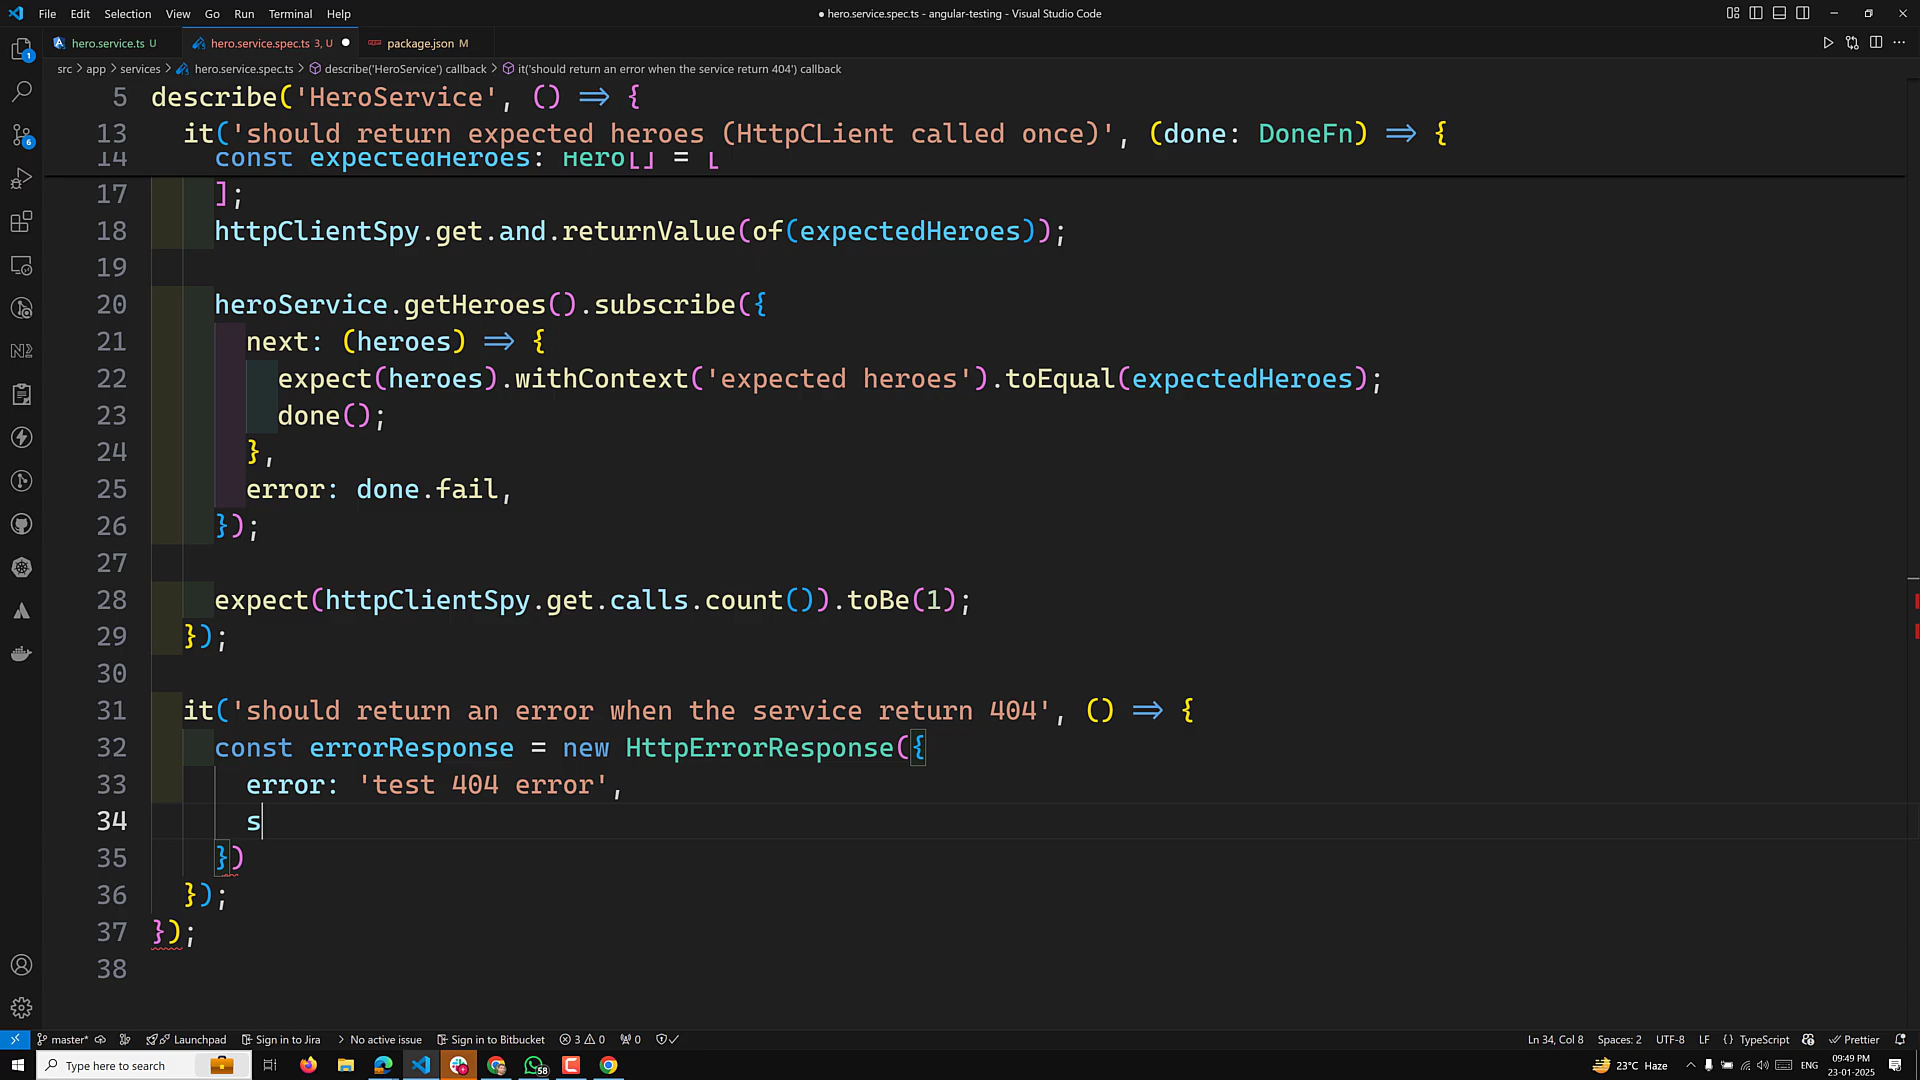 File Edit Selection View Go Run Terminal Help
● hero.service.spec.ts - angular-testing - Visual Studio Code
hero.service.ts U
hero.service.spec.ts 3, U
package.json M
src > app > services > hero.service.spec.ts > describe('HeroService') callback > it('should return an error when the service return 404') callback
5 describe('HeroService', () => {
13 it('should return expected heroes (HttpCLient called once)', (done: DoneFn) => {
14 const expectedHeroes: Hero[] = [
17 ];
18 httpClientSpy.get.and.returnValue(of(expectedHeroes));
19
20 heroService.getHeroes().subscribe({
21 next: (heroes) => {
22 expect(heroes).withContext('expected heroes').toEqual(expectedHeroes);
23 done();
24 },
25 error: done.fail,
26 });
27
28 expect(httpClientSpy.get.calls.count()).toBe(1);
29 });
30
31 it('should return an error when the service return 404', () => {
32 const errorResponse = new HttpErrorResponse({
33 error: 'test 404 error',
34 s
35 })
36 });
37 });
38
1
6
N2
master* Launchpad Sign in to Jira > No active issue Sign in to Bitbucket 3 0 0
Ln 34, Col 8 Spaces: 2 UTF-8 LF {} TypeScript Prettier
Type here to search
58
23°C Haze ENG
09:49 PM
23-01-2025